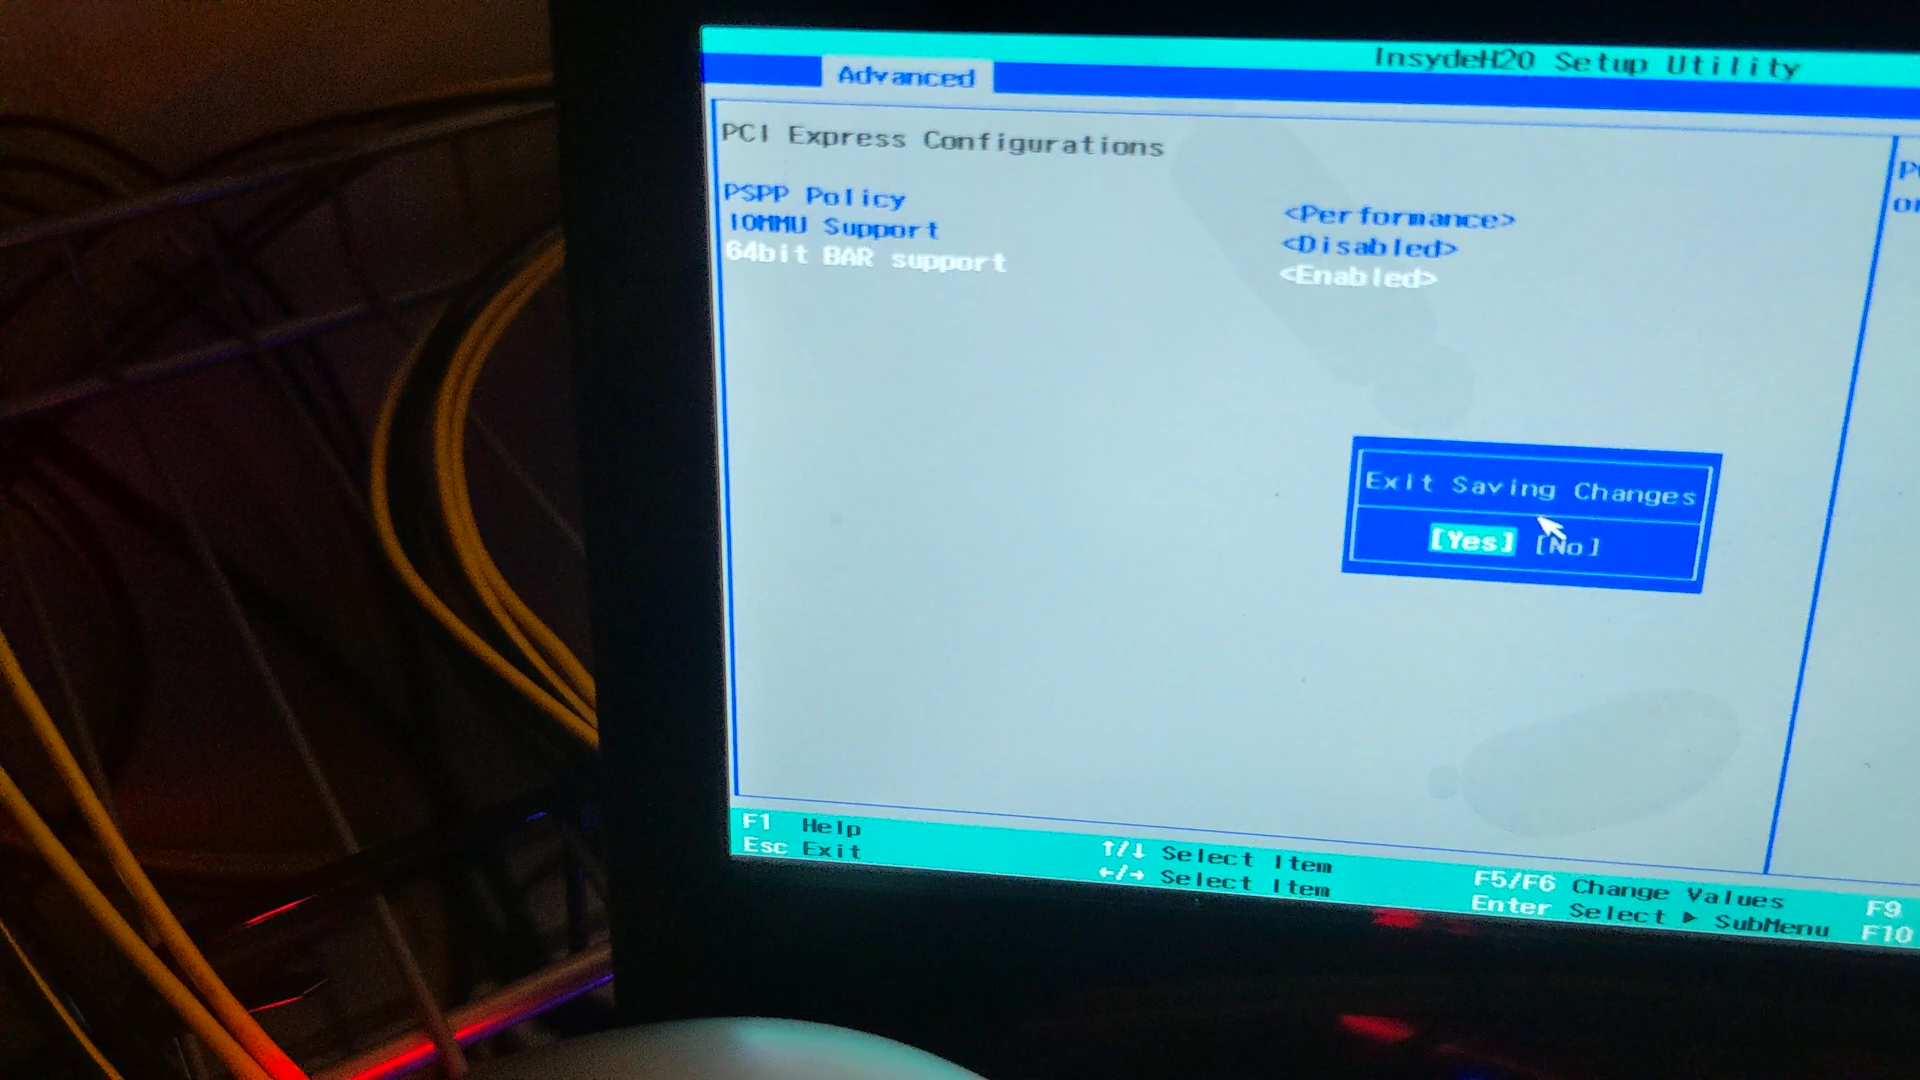 InsydeH20 Setup Utility
Advanced
PCI Express Configurations
PSPP Policy <Performance>
IOMMU Support <Disabled>
64bit BAR support <Enabled>
Exit Saving Changes
[Yes] [No]
F1 Help
Esc Exit
↑/↓ Select Item
←/→ Select Item
F5/F6 Change Values
Enter Select ▶ SubMenu
F9
F10